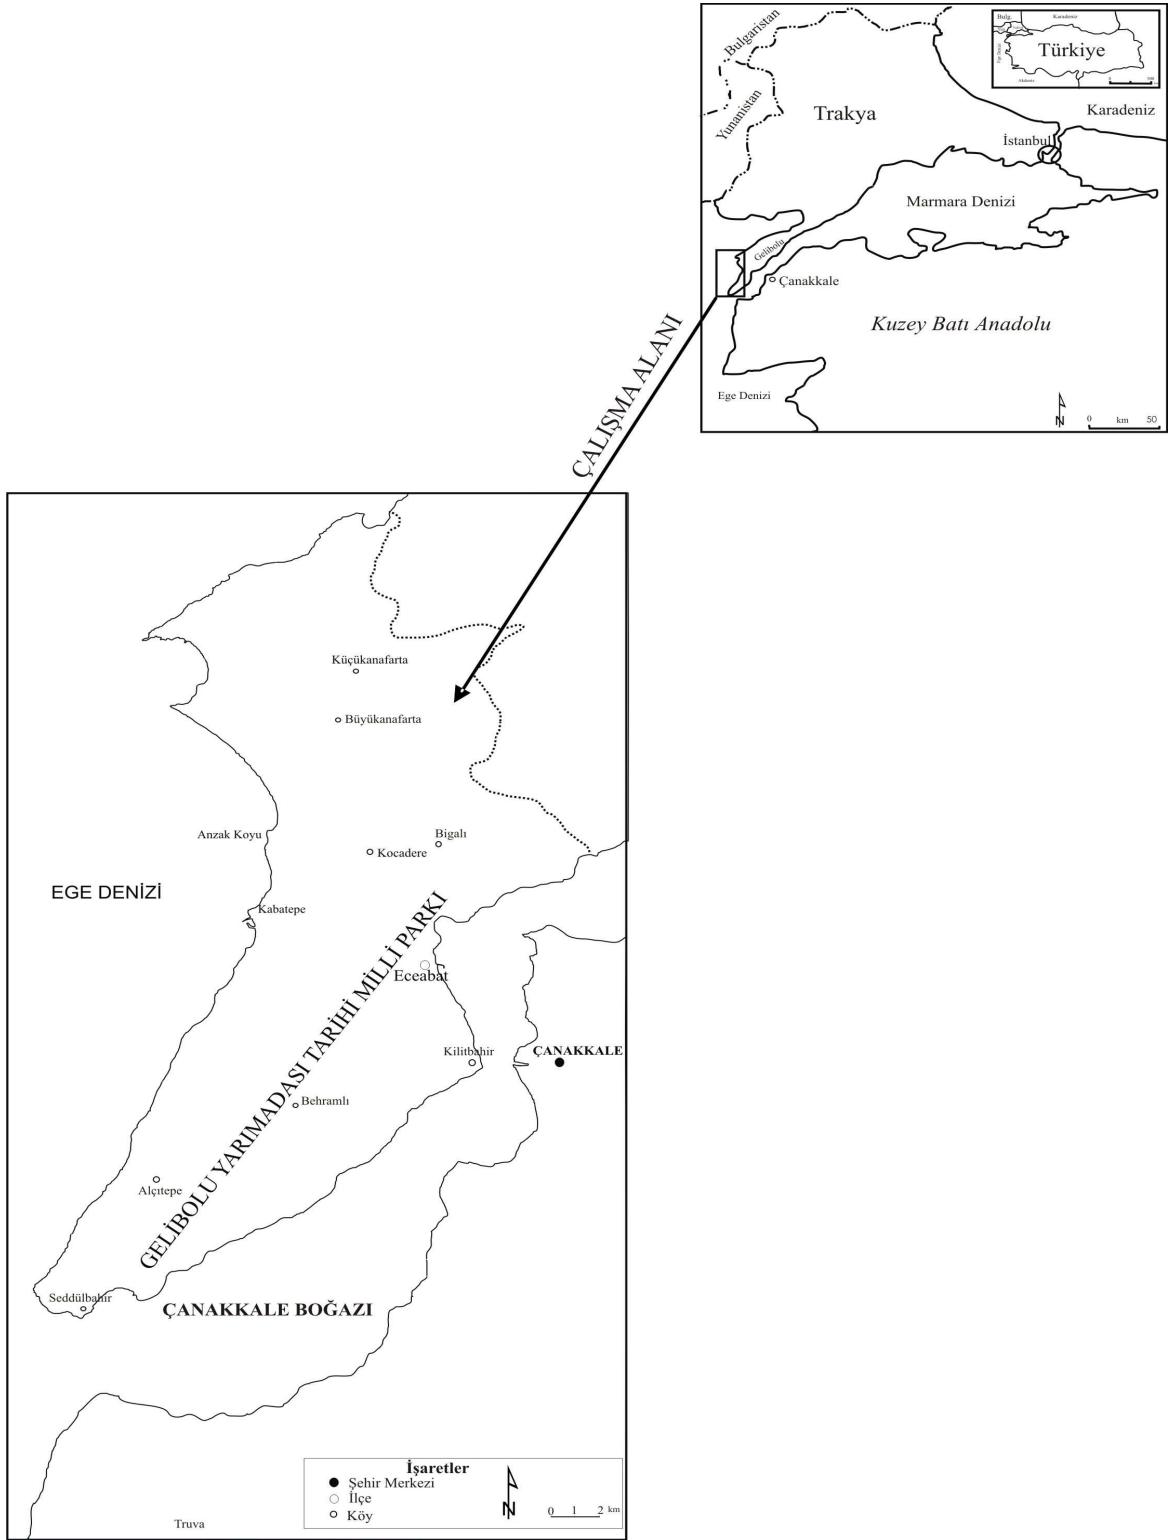 Bulg.
Karadeniz
Ege Denizi
Türkiye
Akdeniz
Bulgaristan
Yunanistan
Trakya
Karadeniz
İstanbul
Marmara Denizi
Gelibolu
Çanakkale
Kuzey Batı Anadolu
Ege Denizi
N
0 km 50
ÇALIŞMA ALANI
Küçükanafarta
Büyükanafarta
Anzak Koyu
Bigalı
Kocadere
EGE DENİZİ
Kabatepe
GELİBOLU YARIMADASI TARİHİ MİLLİ PARKI
Eceabat
Kilitbahir
ÇANAKKALE
Behramlı
Alçıtepe
Seddülbahir
ÇANAKKALE BOĞAZI
Truva
İşaretler
Şehir Merkezi
İlçe
Köy
N
0 1 2 km